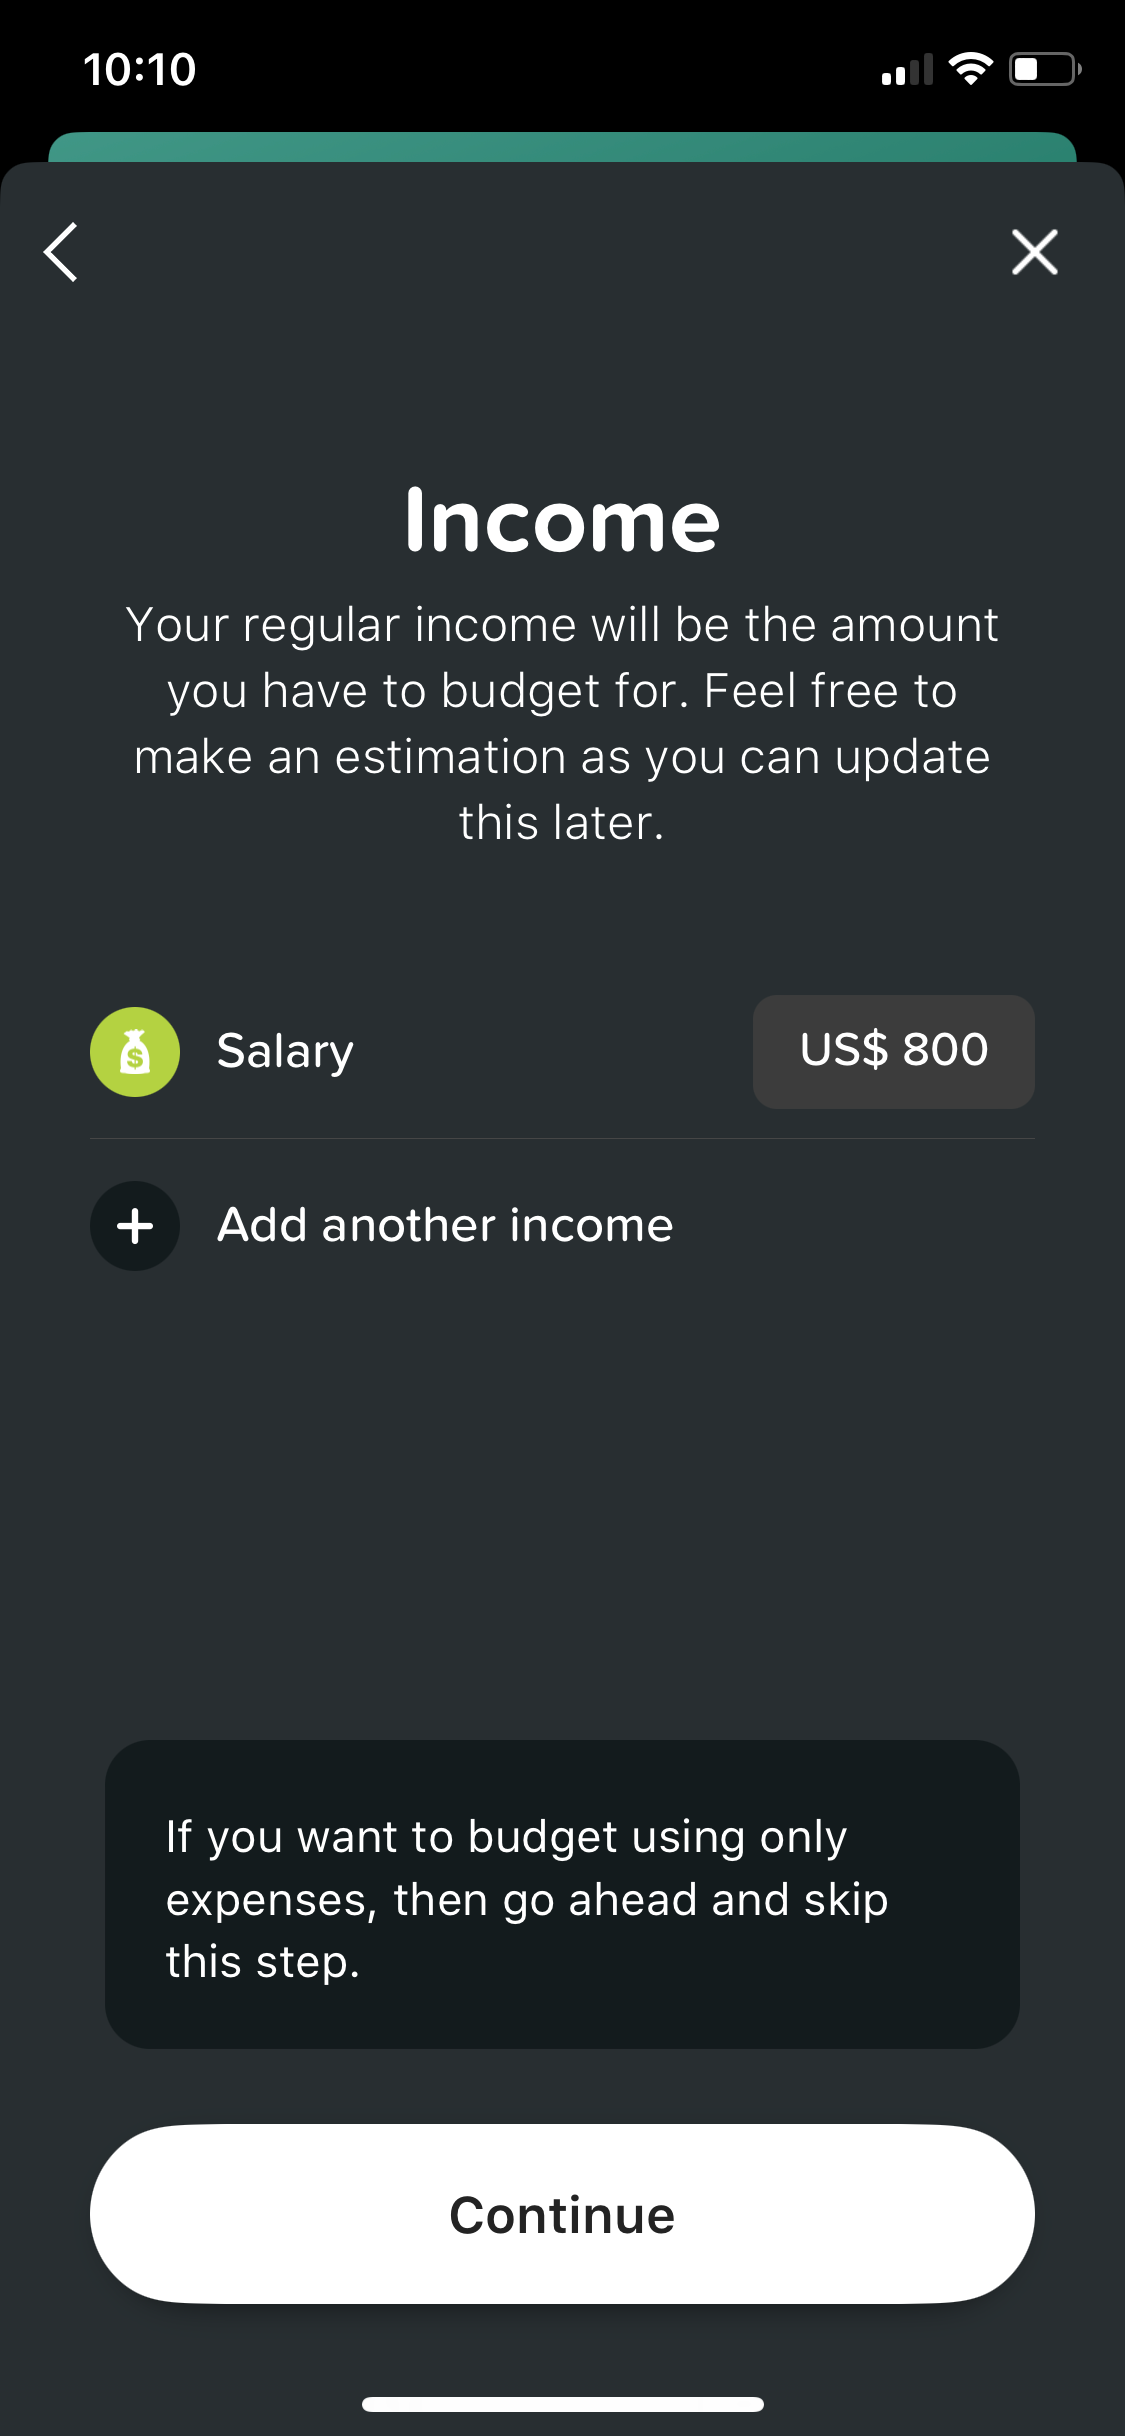 10:10
Income
Your regular income will be the amount
you have to budget for. Feel free to
make an estimation as you can update
this later.
Salary
US$ 800
Add another income
If you want to budget using only
expenses, then go ahead and skip
this step.
Continue